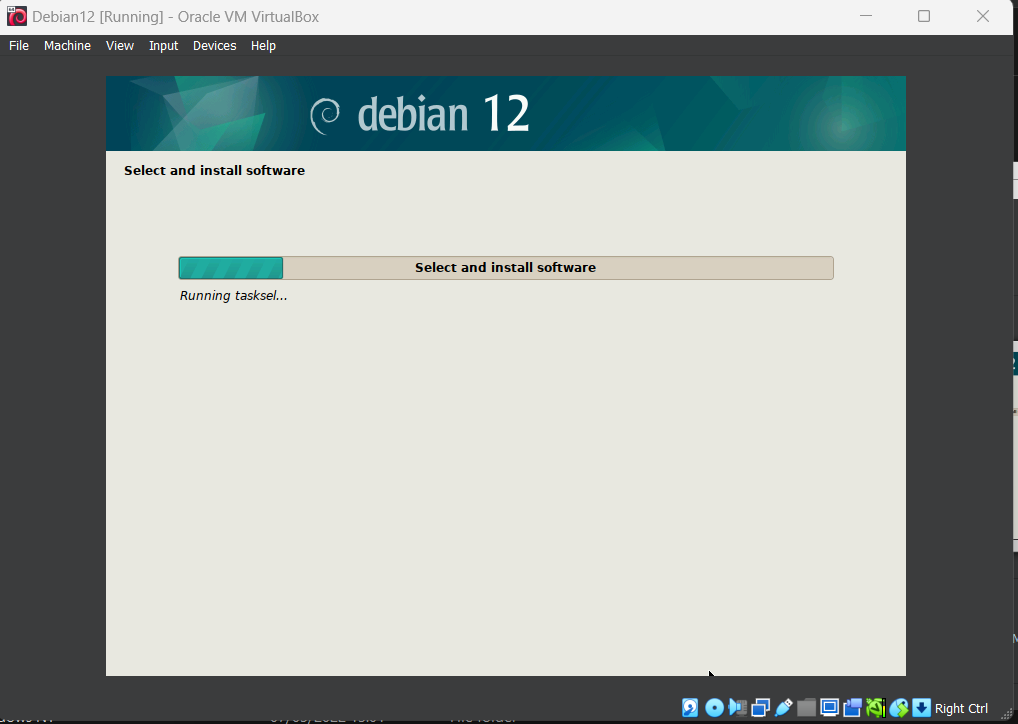 Debian12 [Running] - Oracle VM VirtualBox
File Machine View Input Devices Help
debian 12
Select and install software
Select and install software
Running tasksel...
Right Ctrl